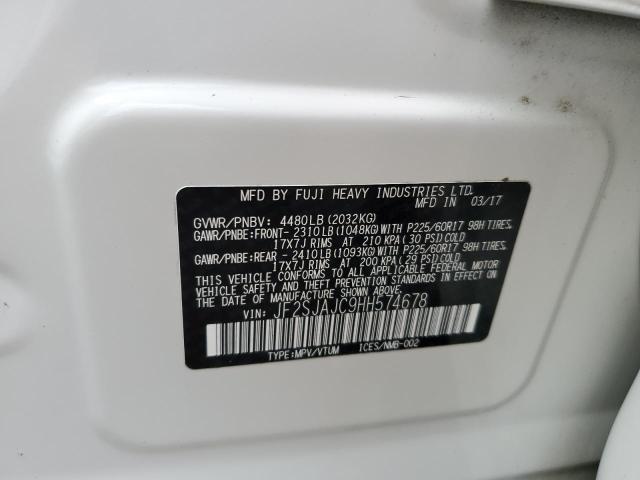 MFD BY FUJI HEAVY INDUSTRIES LTD.
MFD. IN 03/17
GVWR/PNBV: 4480LB(2032KG)
GAWR/PNBE:FRONT- 2310LB(1048KG)WITH P225/60R17 98H TIRES,
17X7J RIMS AT 210 KPA(30 PSI)COLD
GAWR/PNBE:REAR - 2410LB(1093KG)WITH P225/60R17 98H TIRES,
17X7J RIMS AT 200 KPA(29 PSI)COLD
THIS VEHICLE CONFORMS TO ALL APPLICABLE FEDERAL MOTOR
VEHICLE SAFETY STANDARDS IN EFFECT ON THE DATE OF
MANUFACTURE SHOWN ABOVE.
VIN: JF2SJAJC9HH574678
TYPE:MPV/VTUM ICES/NMB-002